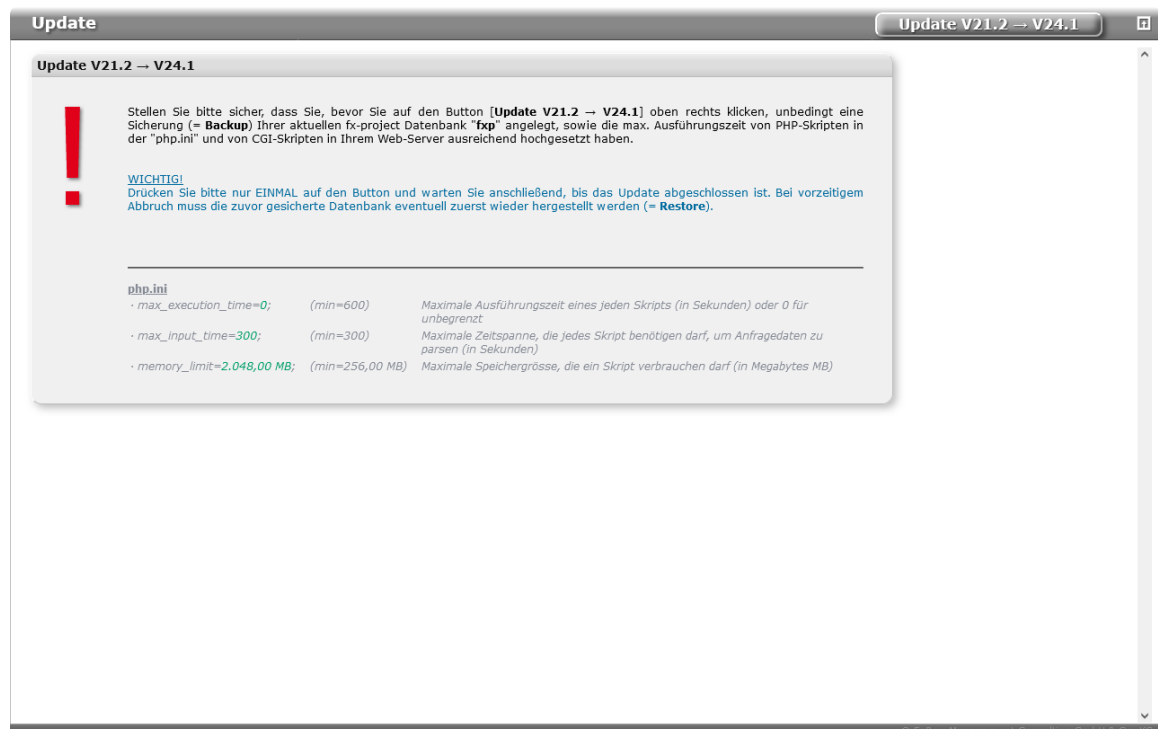 Update
Update V21.2 → V24.1
Update V21.2 → V24.1
Stellen Sie bitte sicher, dass Sie, bevor Sie auf den Button [Update V21.2 → V24.1] oben rechts klicken, unbedingt eine
Sicherung (= Backup) Ihrer aktuellen fx-project Datenbank "fxp" angelegt, sowie die max. Ausführungszeit von PHP-Skripten in
der "php.ini" und von CGI-Skripten in Ihrem Web-Server ausreichend hochgesetzt haben.
WICHTIG!
Drücken Sie bitte nur EINMAL auf den Button und warten Sie anschließend, bis das Update abgeschlossen ist. Bei vorzeitigem
Abbruch muss die zuvor gesicherte Datenbank eventuell zuerst wieder hergestellt werden (= Restore).
php.ini
· max_execution_time=0; (min=600) Maximale Ausführungszeit eines jeden Skripts (in Sekunden) oder 0 für
unbegrenzt
· max_input_time=300; (min=300) Maximale Zeitspanne, die jedes Skript benötigen darf, um Anfragedaten zu
parsen (in Sekunden)
· memory_limit=2.048,00 MB; (min=256,00 MB) Maximale Speichergrösse, die ein Skript verbrauchen darf (in Megabytes MB)